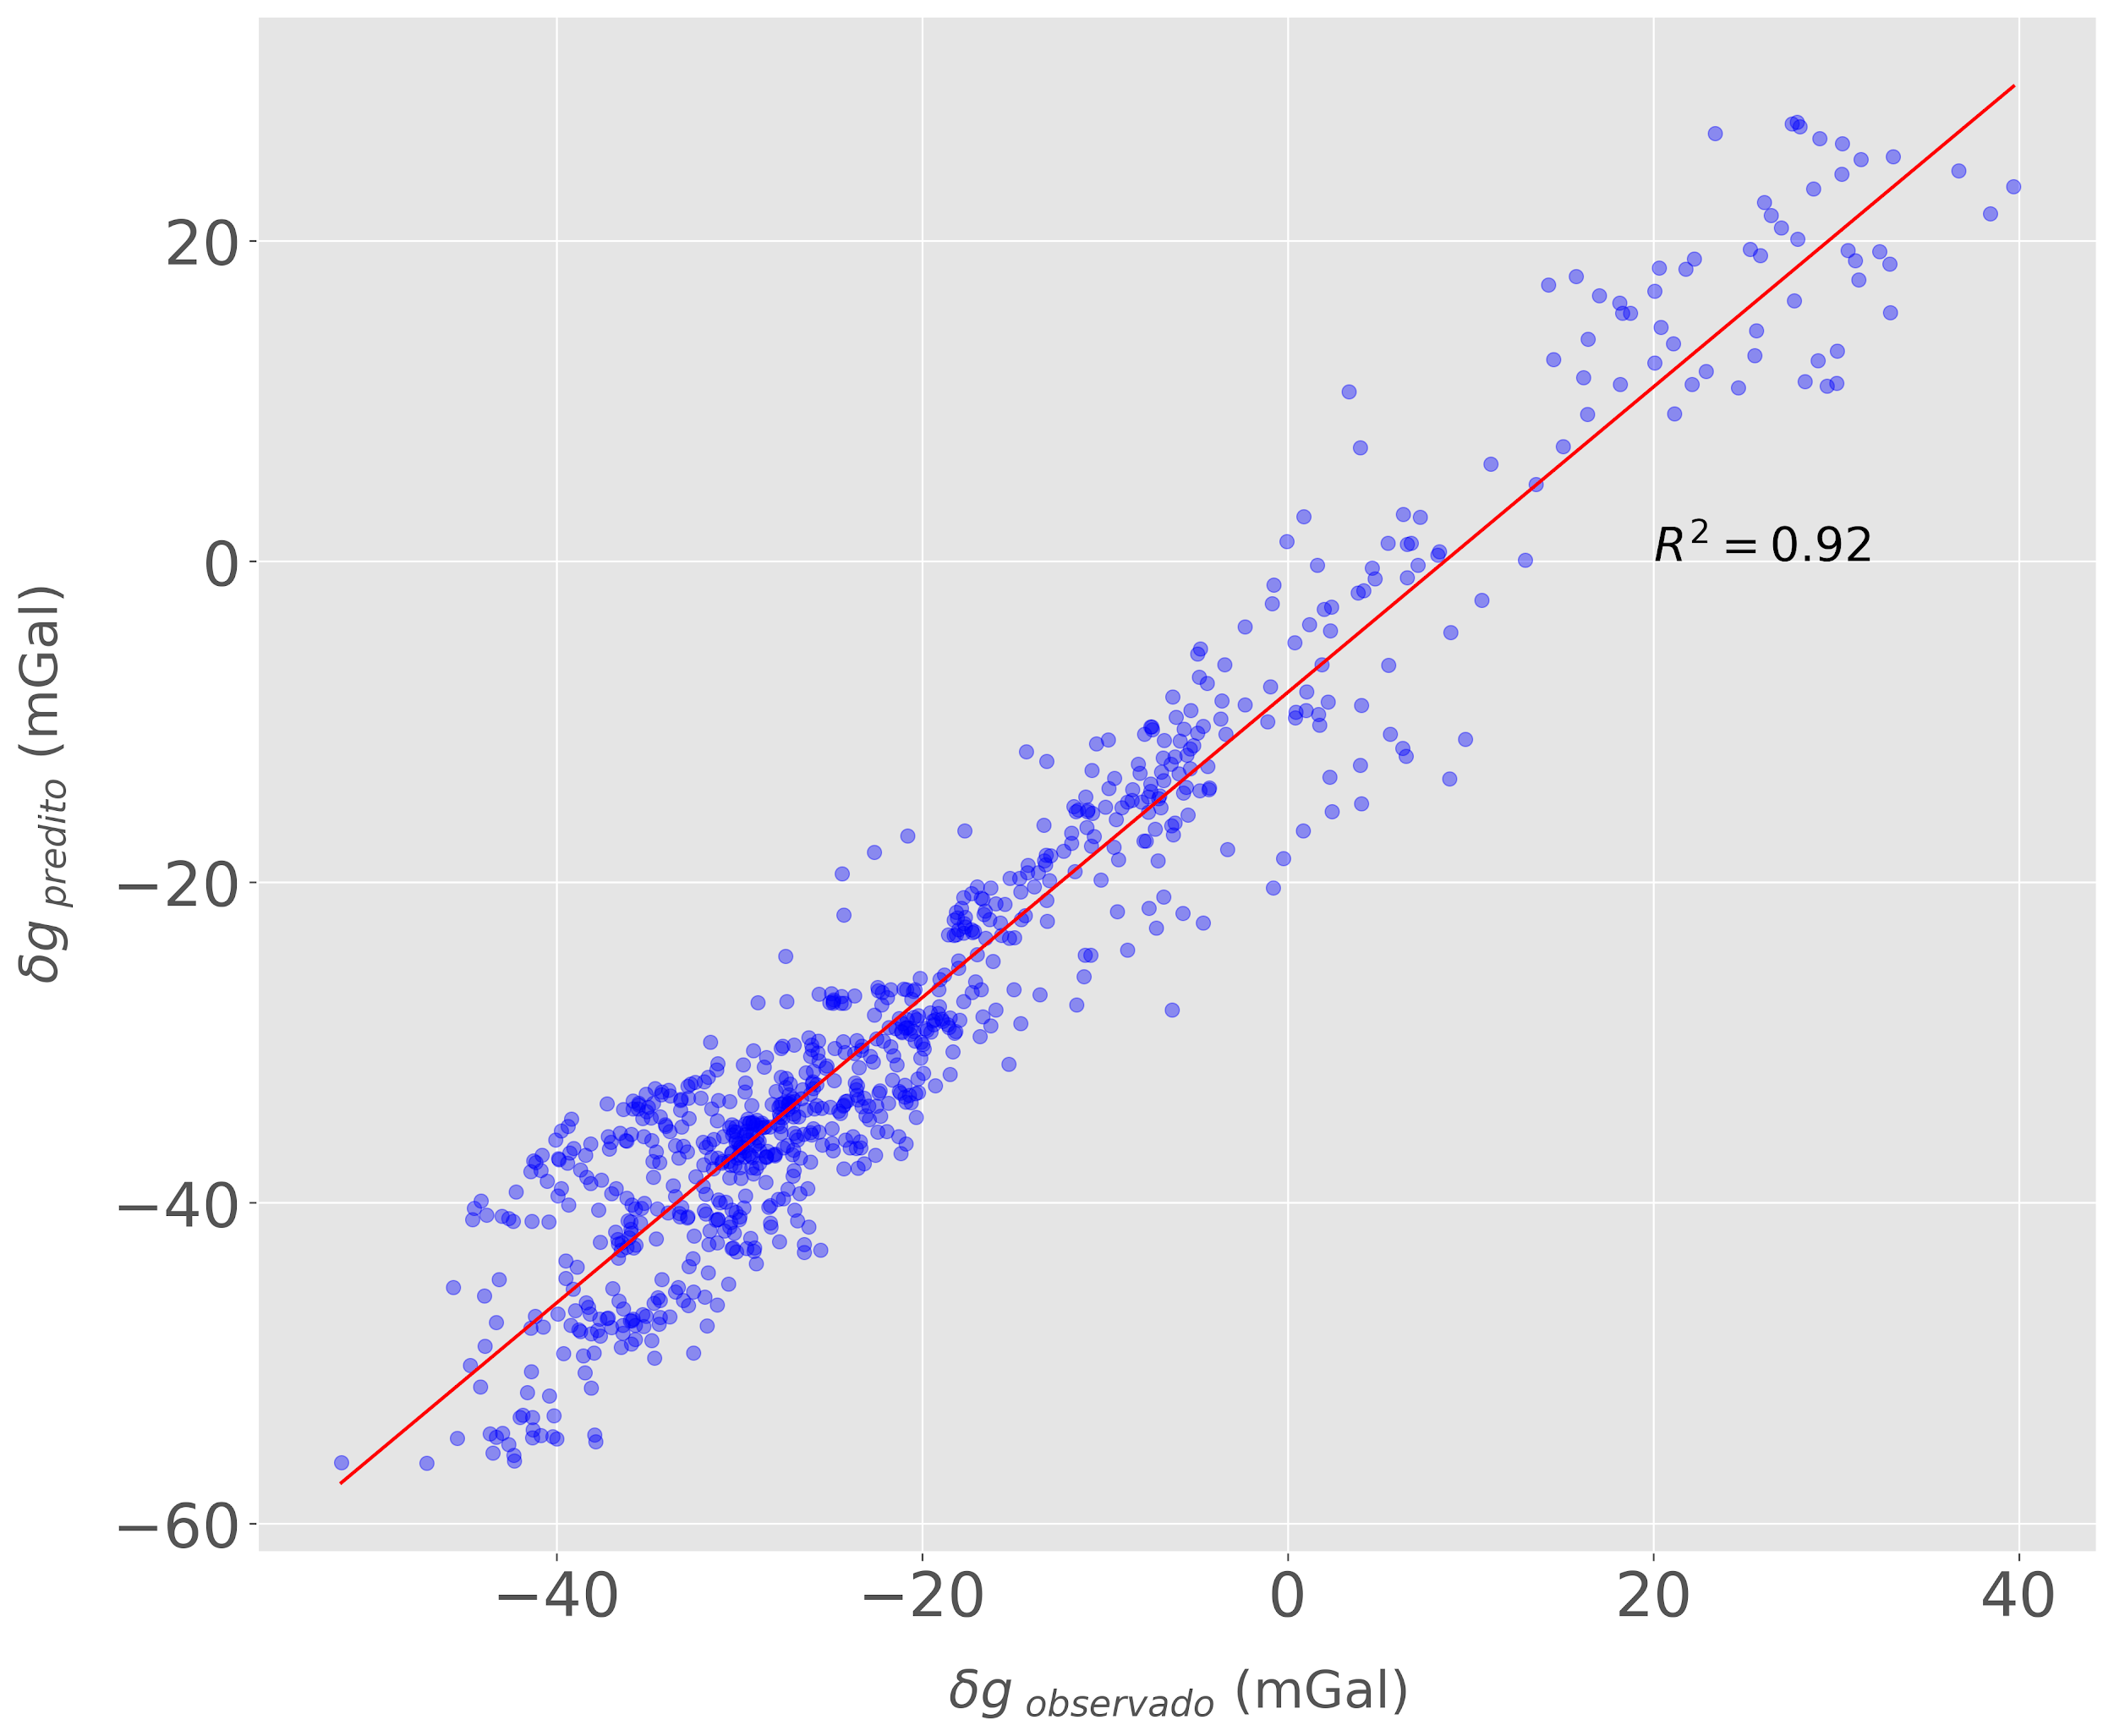 20
0
−20
−40
−60
δg predito (mGal)
R² = 0.92
−40 −20 0 20 40
δg observado (mGal)